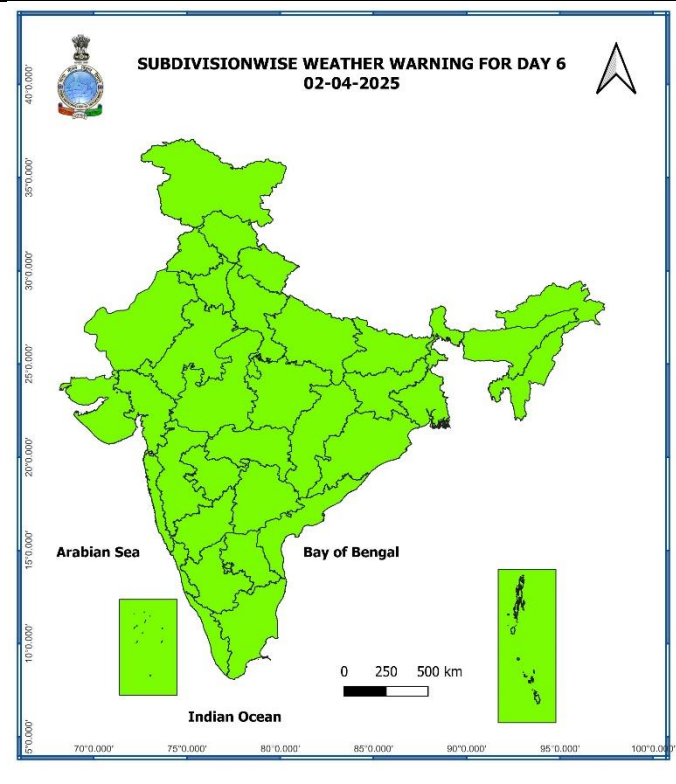 SUBDIVISIONWISE WEATHER WARNING FOR DAY 6
02-04-2025
40°0.000'
35°0.000'
30°0.000'
25°0.000'
20°0.000'
15°0.000'
10°0.000'
5°0.000'
Arabian Sea
Bay of Bengal
0 250 500 km
Indian Ocean
70°0.000' 75°0.000' 80°0.000' 85°0.000' 90°0.000' 95°0.000' 100°0.000'